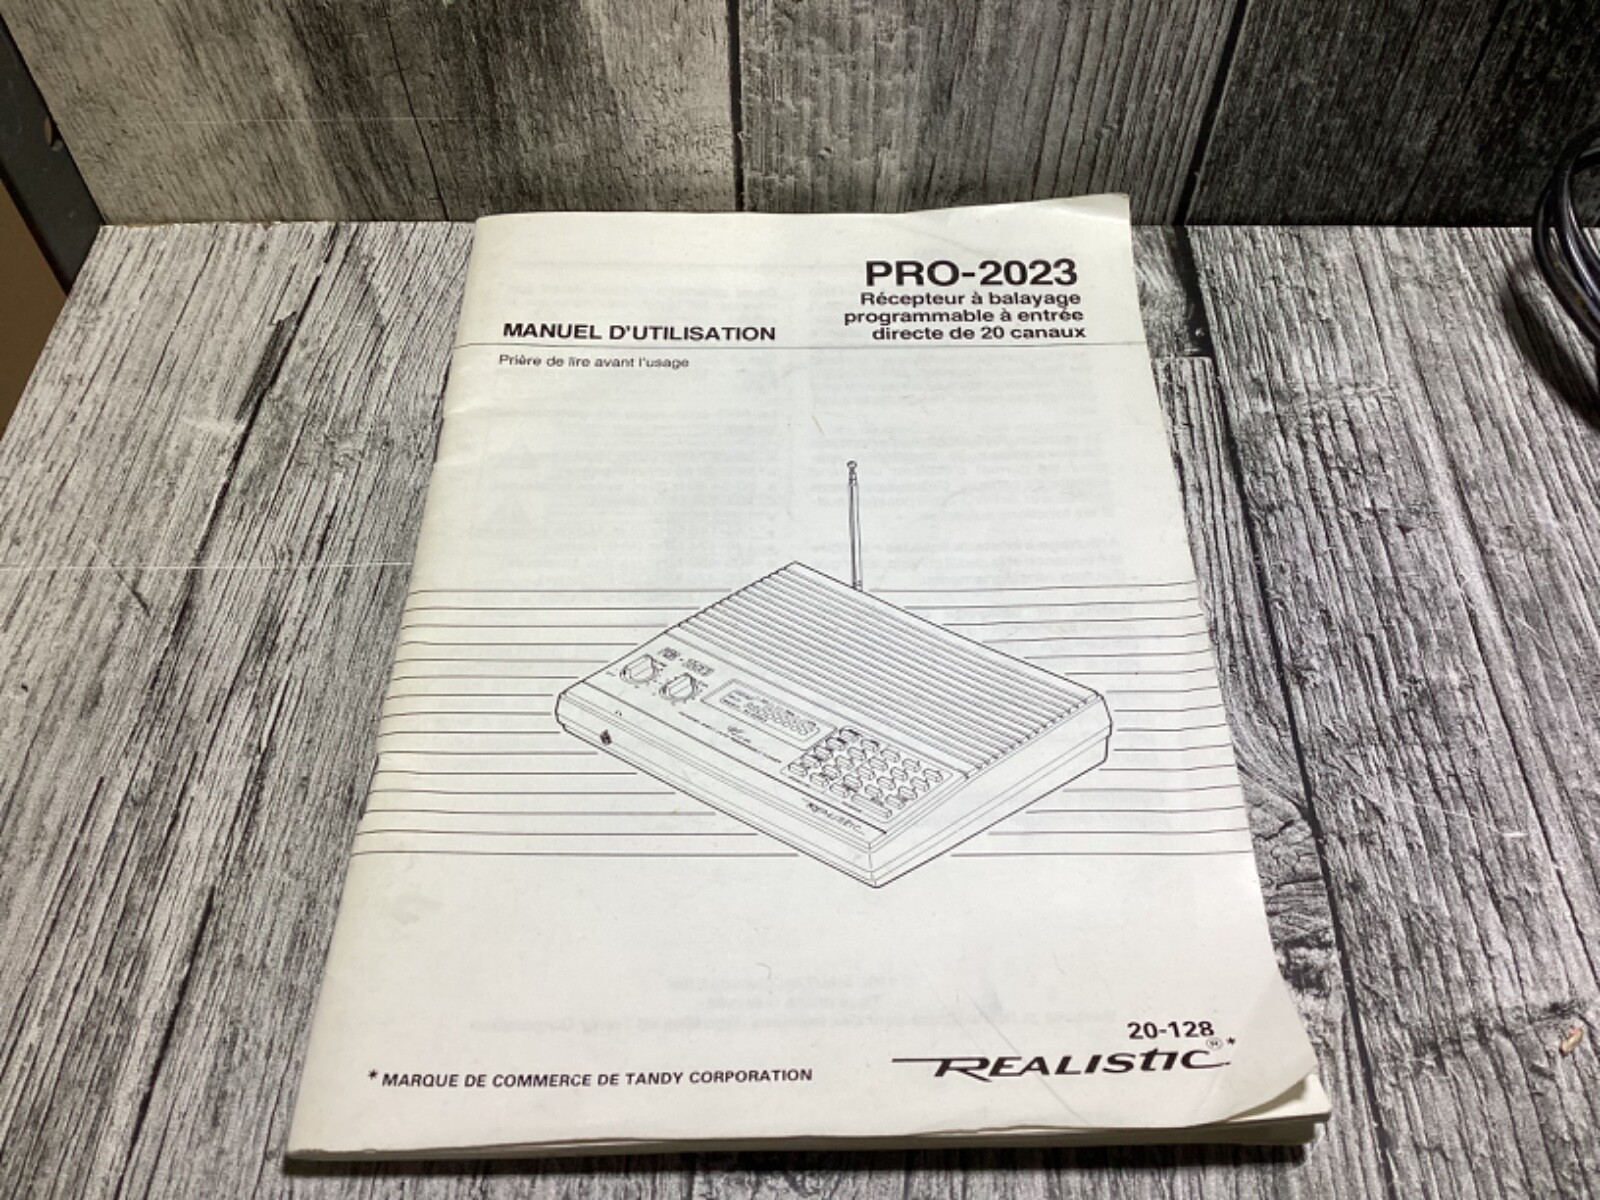 PRO-2023
Récepteur à balayage
programmable à entrée
directe de 20 canaux
MANUEL D'UTILISATION
Prière de lire avant l'usage
REALISTIC
20-128
REALISTIC®*
* MARQUE DE COMMERCE DE TANDY CORPORATION